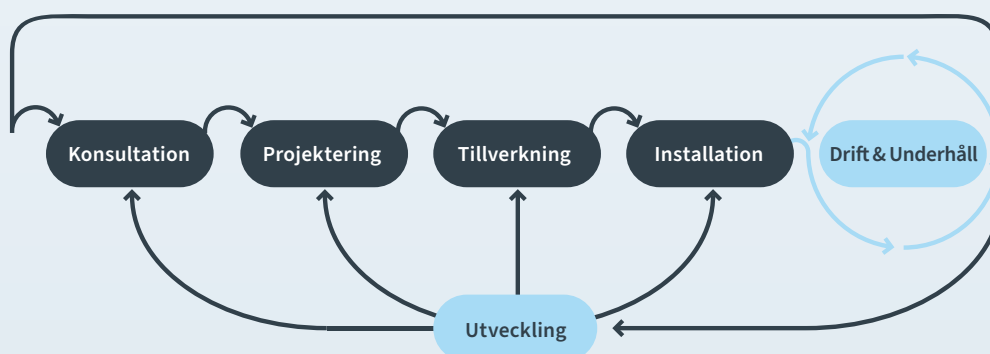 Konsultation
Projektering
Tillverkning
Installation
Drift & Underhåll
Utveckling